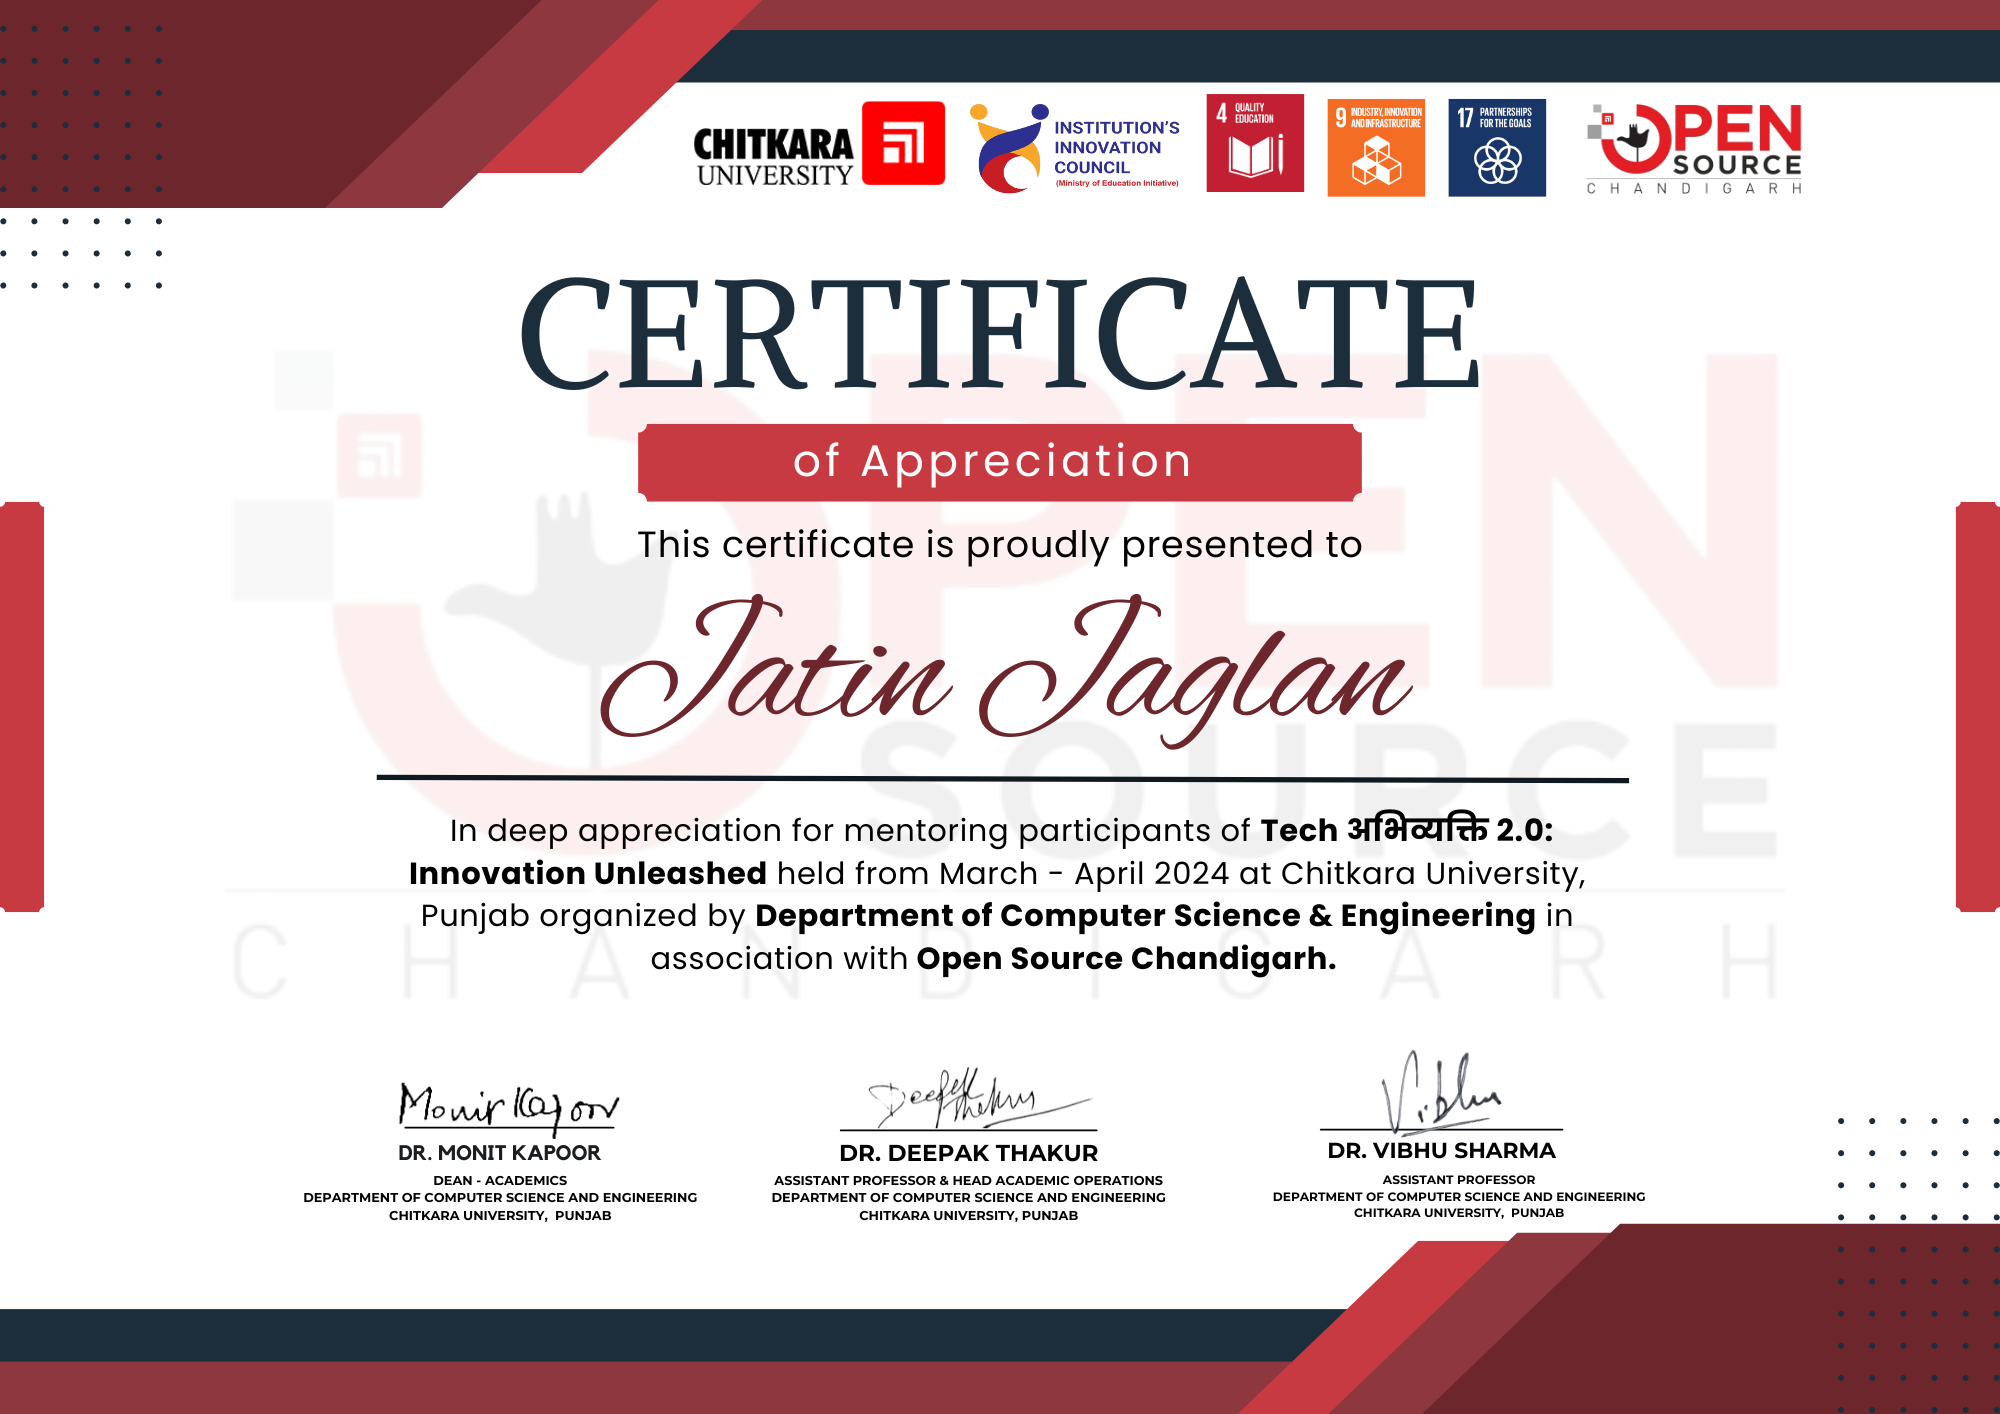 CHITKARA
UNIVERSITY
INSTITUTION'S
INNOVATION
COUNCIL
(Ministry of Education Initiative)
4 QUALITY
EDUCATION
9 INDUSTRY, INNOVATION
AND INFRASTRUCTURE
17 PARTNERSHIPS
FOR THE GOALS
OPEN
SOURCE
CHANDIGARH
CERTIFICATE
of Appreciation
This certificate is proudly presented to
Jatin Jaglan
In deep appreciation for mentoring participants of Tech अभिव्यक्ति 2.0:
Innovation Unleashed held from March - April 2024 at Chitkara University,
Punjab organized by Department of Computer Science & Engineering in
association with Open Source Chandigarh.
OPEN
SOURCE
CHANDIGARH
Monit Kapoor
DR. MONIT KAPOOR
DEAN - ACADEMICS
DEPARTMENT OF COMPUTER SCIENCE AND ENGINEERING
CHITKARA UNIVERSITY, PUNJAB
Deepak
Thakur
DR. DEEPAK THAKUR
ASSISTANT PROFESSOR & HEAD ACADEMIC OPERATIONS
DEPARTMENT OF COMPUTER SCIENCE AND ENGINEERING
CHITKARA UNIVERSITY, PUNJAB
Vibhu
DR. VIBHU SHARMA
ASSISTANT PROFESSOR
DEPARTMENT OF COMPUTER SCIENCE AND ENGINEERING
CHITKARA UNIVERSITY, PUNJAB